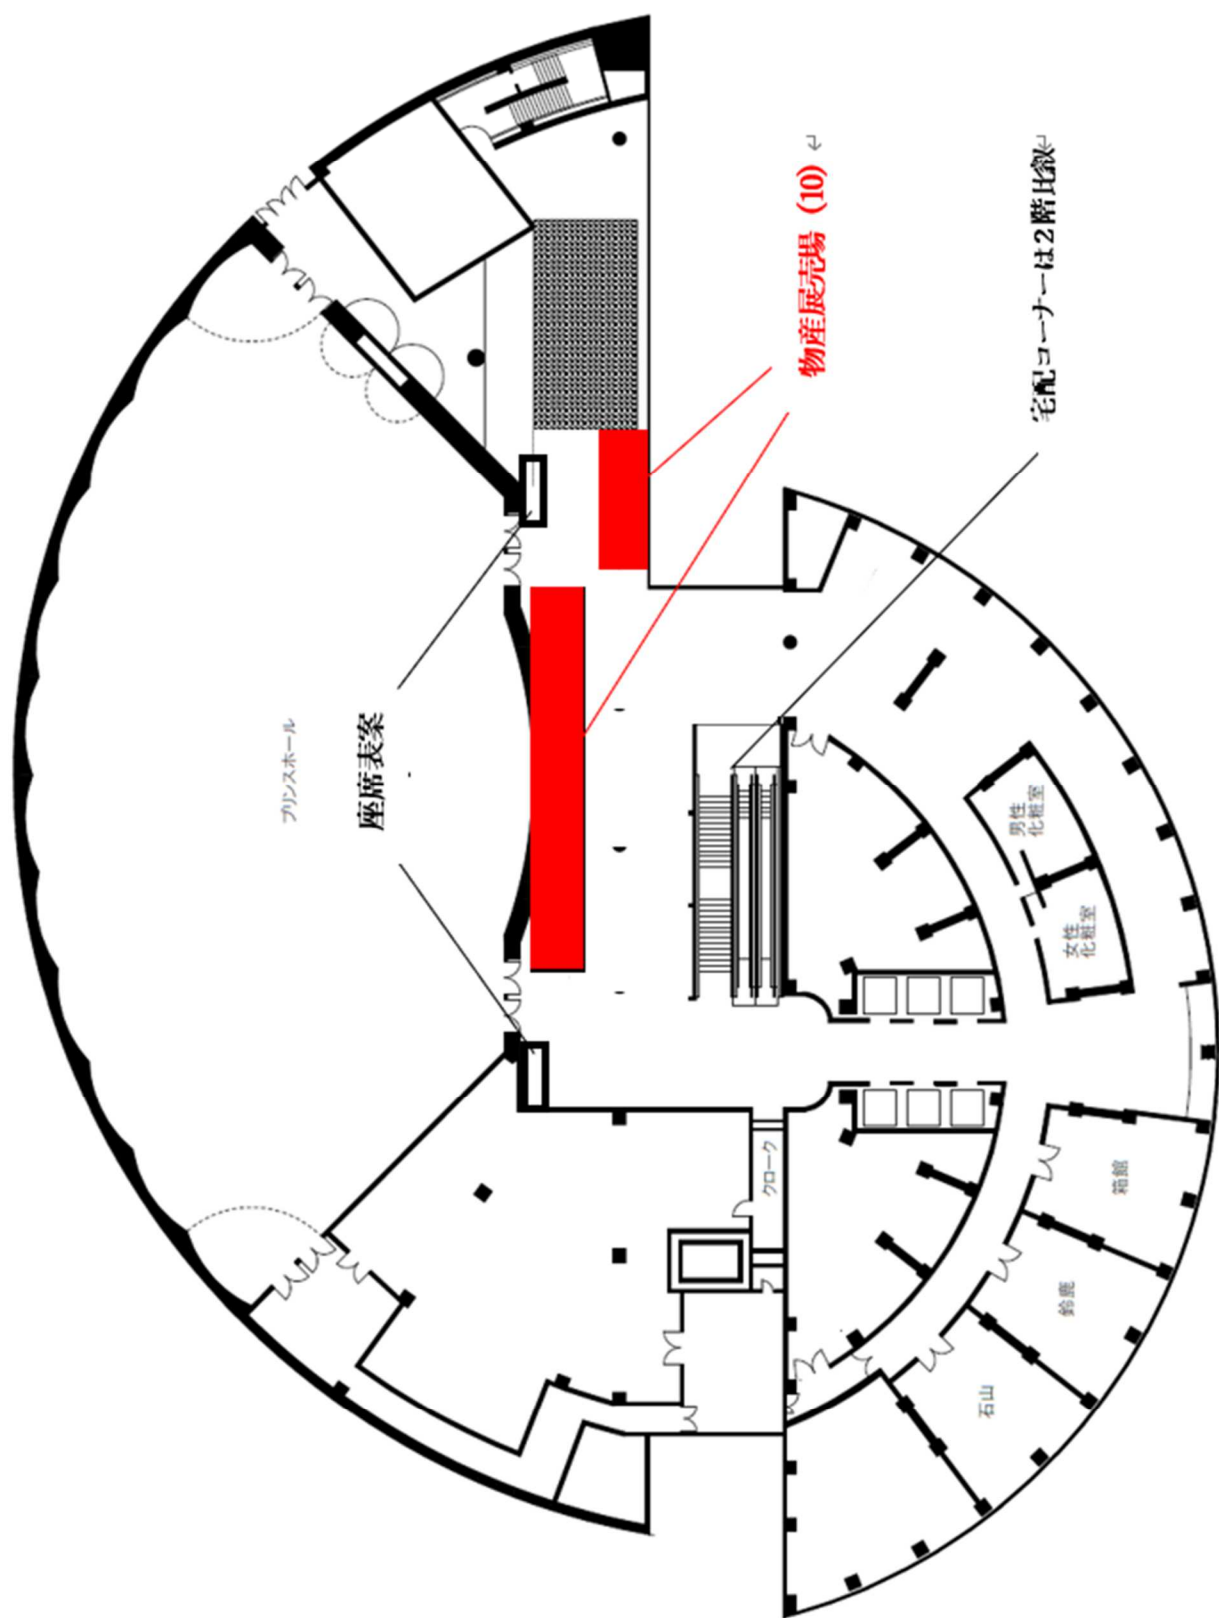 プリンスホール
座席表案
物産展売場（10）
宅配コーナーは2階比叡
男性
化粧室
女性
化粧室
クローク
箱館
鈴鹿
石山